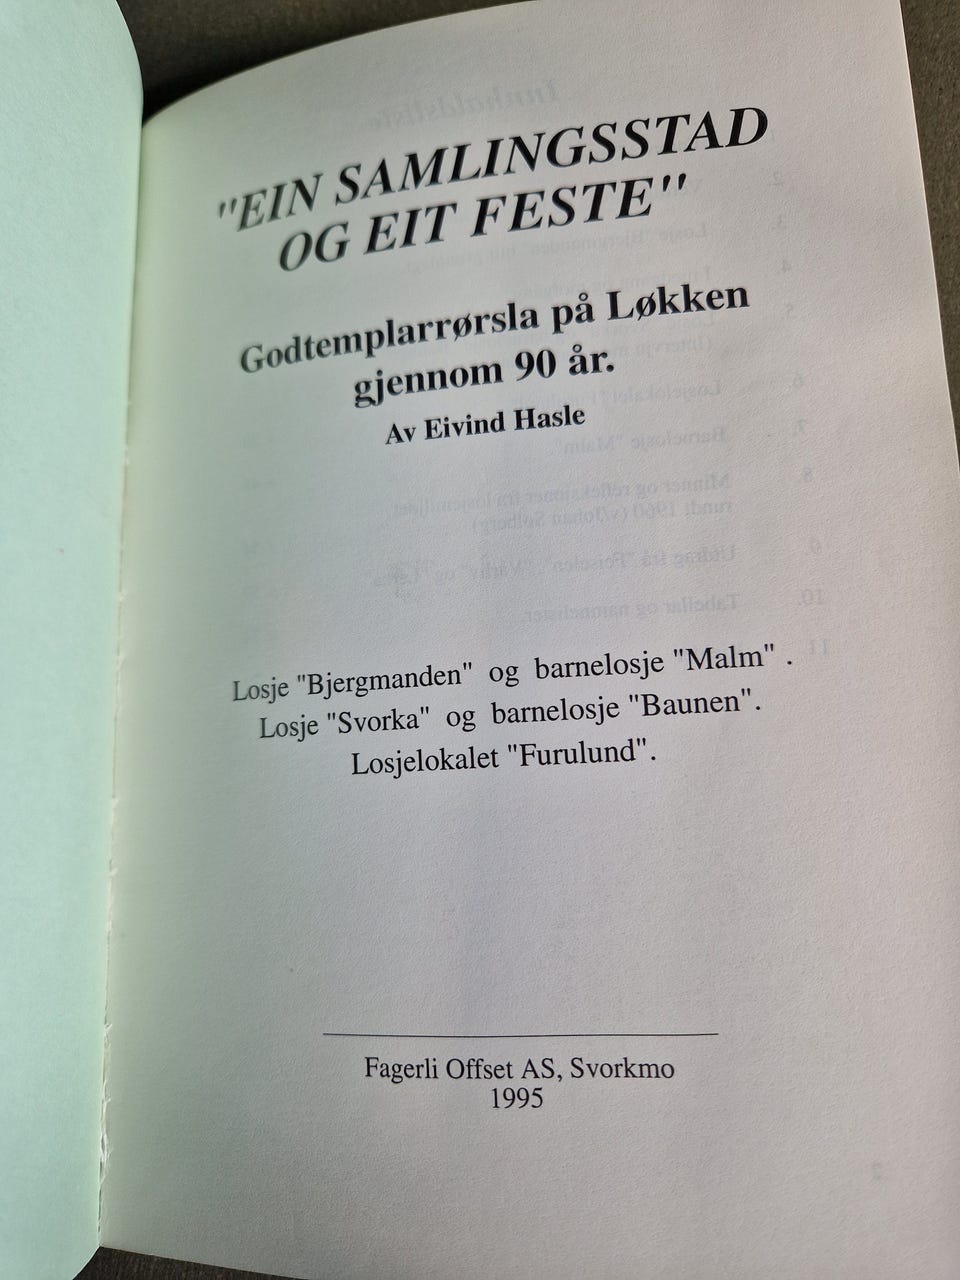 "EIN SAMLINGSSTAD
OG EIT FESTE"
Godtemplarrørsla på Løkken
gjennom 90 år.
Av Eivind Hasle
Losje "Bjergmanden" og barnelosje "Malm" .
Losje "Svorka" og barnelosje "Baunen".
Losjelokalet "Furulund".
Fagerli Offset AS, Svorkmo
1995